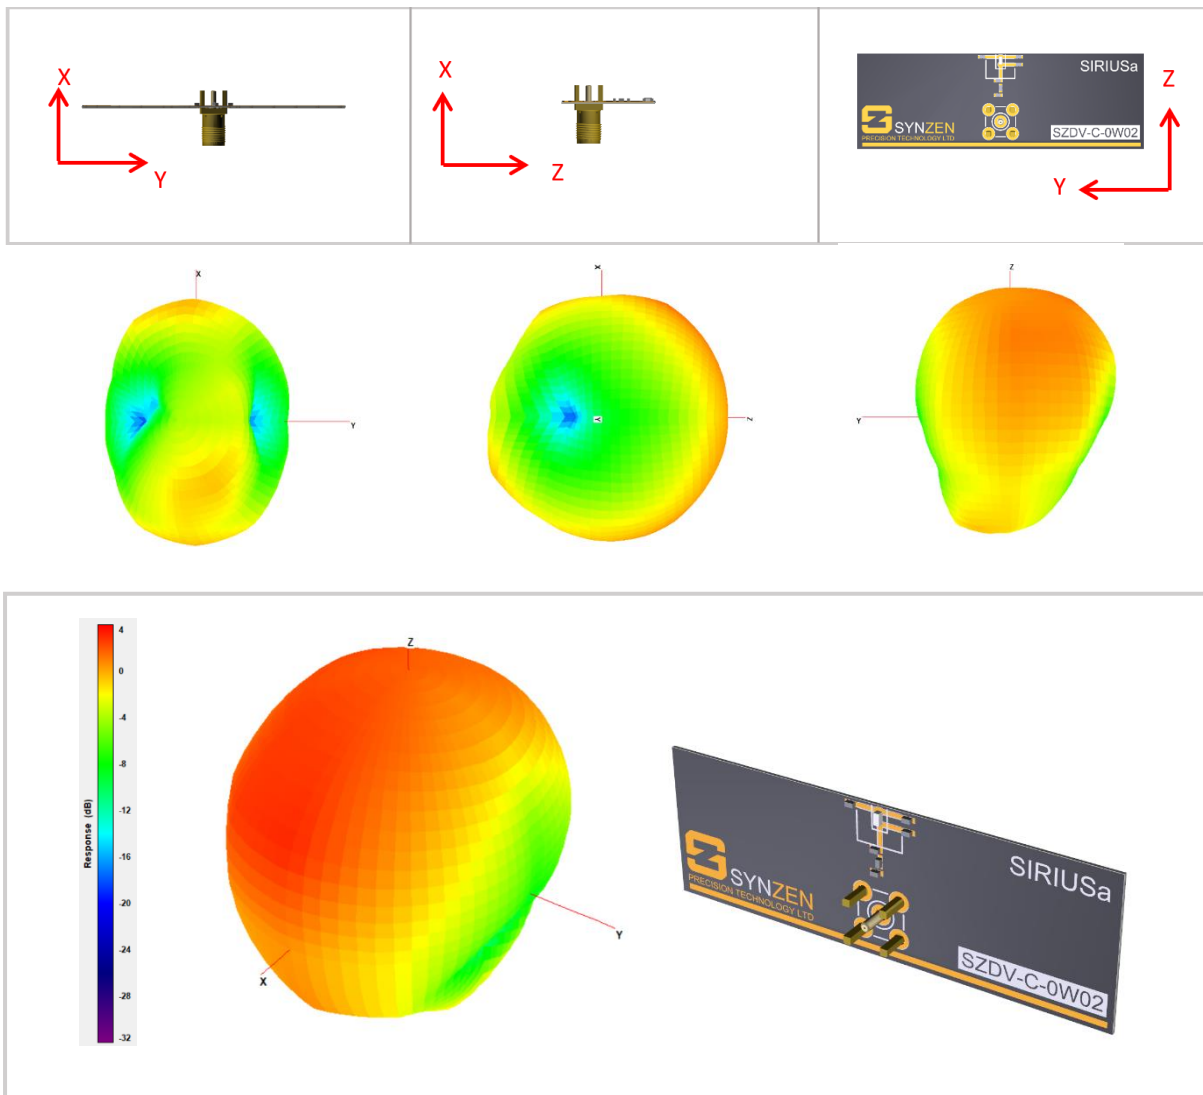 X
Y
X
Z
SIRIUSa
SYNZEN
PRECISION TECHNOLOGY LTD
SZDV-C-0W02
Z
Y
X
Y
X
Y
Z
Z
Y
4
0
-4
-8
-12
-16
-20
-24
-28
-32
Response (dB)
Z
Y
X
SIRIUSa
SYNZEN
PRECISION TECHNOLOGY LTD
SZDV-C-0W02